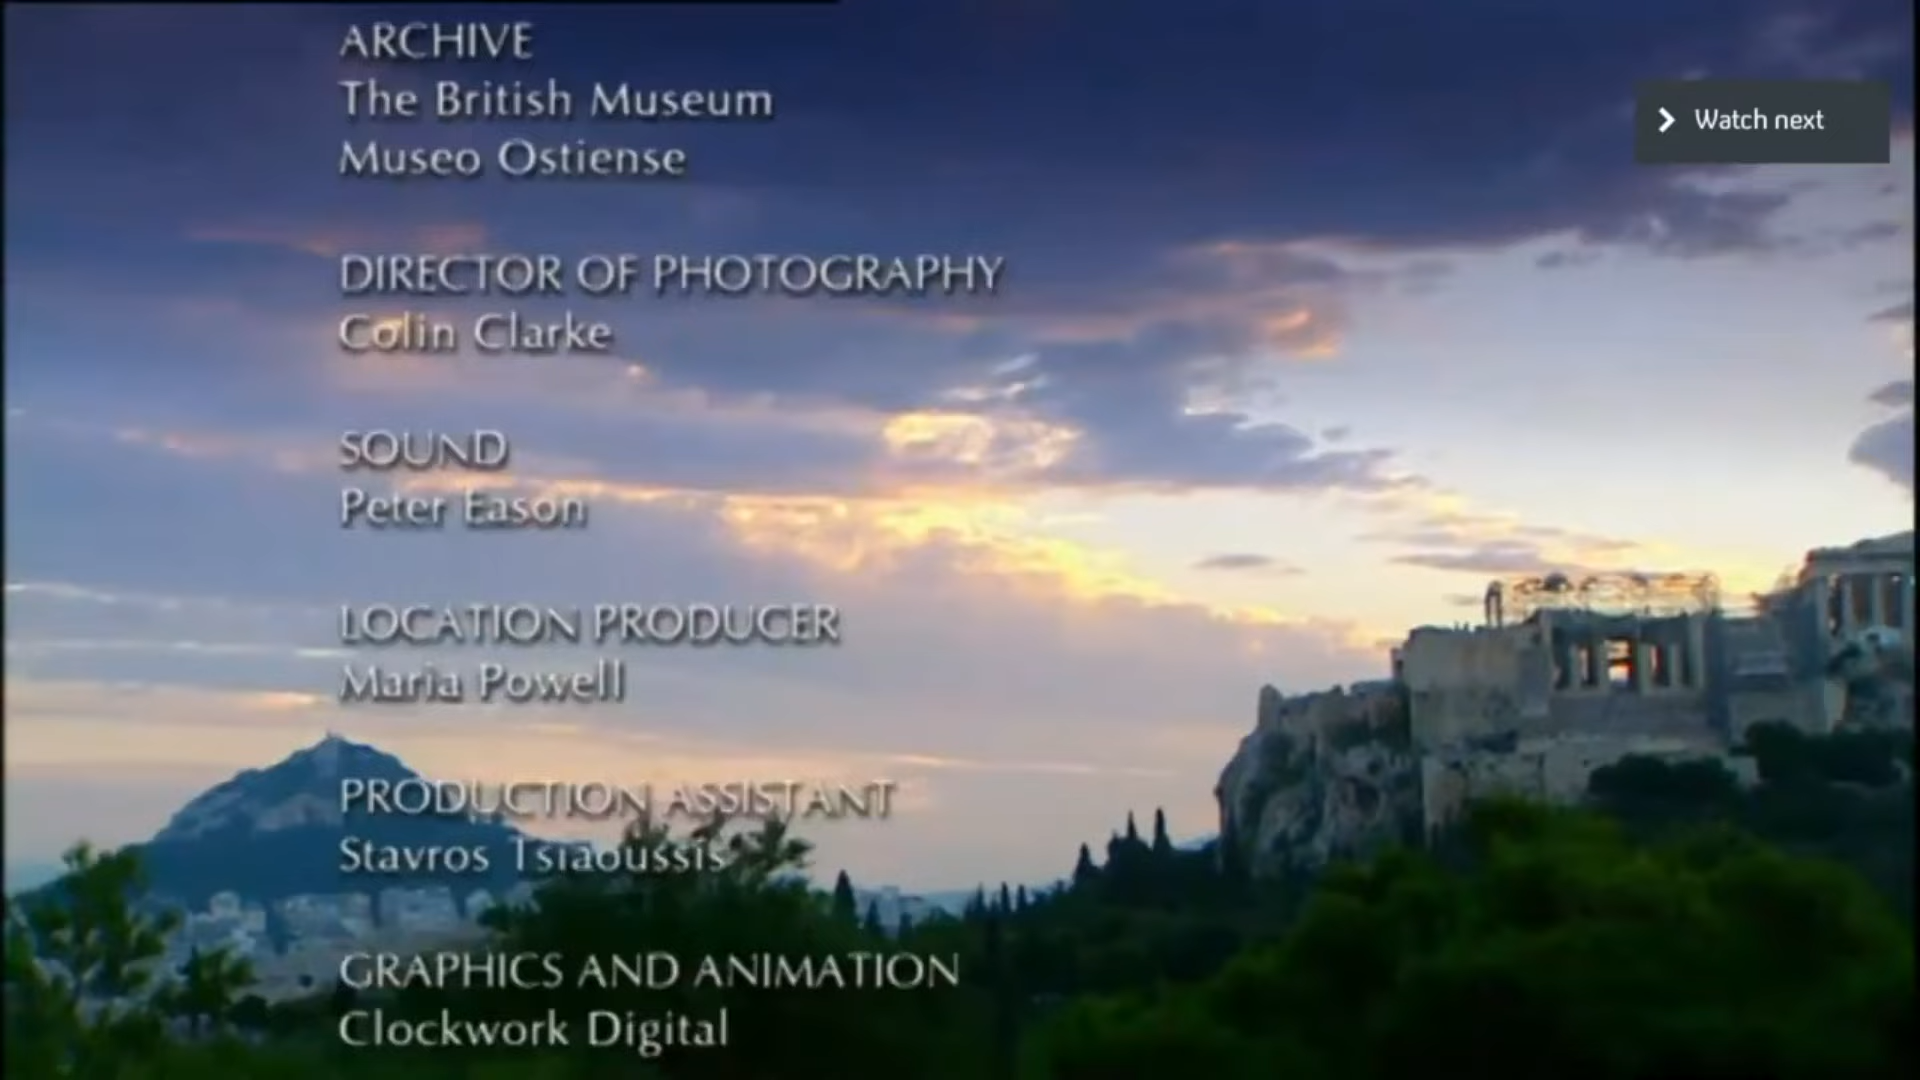 ARCHIVE
The British Museum
Museo Ostiense
Watch next
DIRECTOR OF PHOTOGRAPHY
Colin Clarke
SOUND
Peter Eason
LOCATION PRODUCER
Maria Powell
PRODUCTION ASSISTANT
Stavros Tsiaoussis
GRAPHICS AND ANIMATION
Clockwork Digital